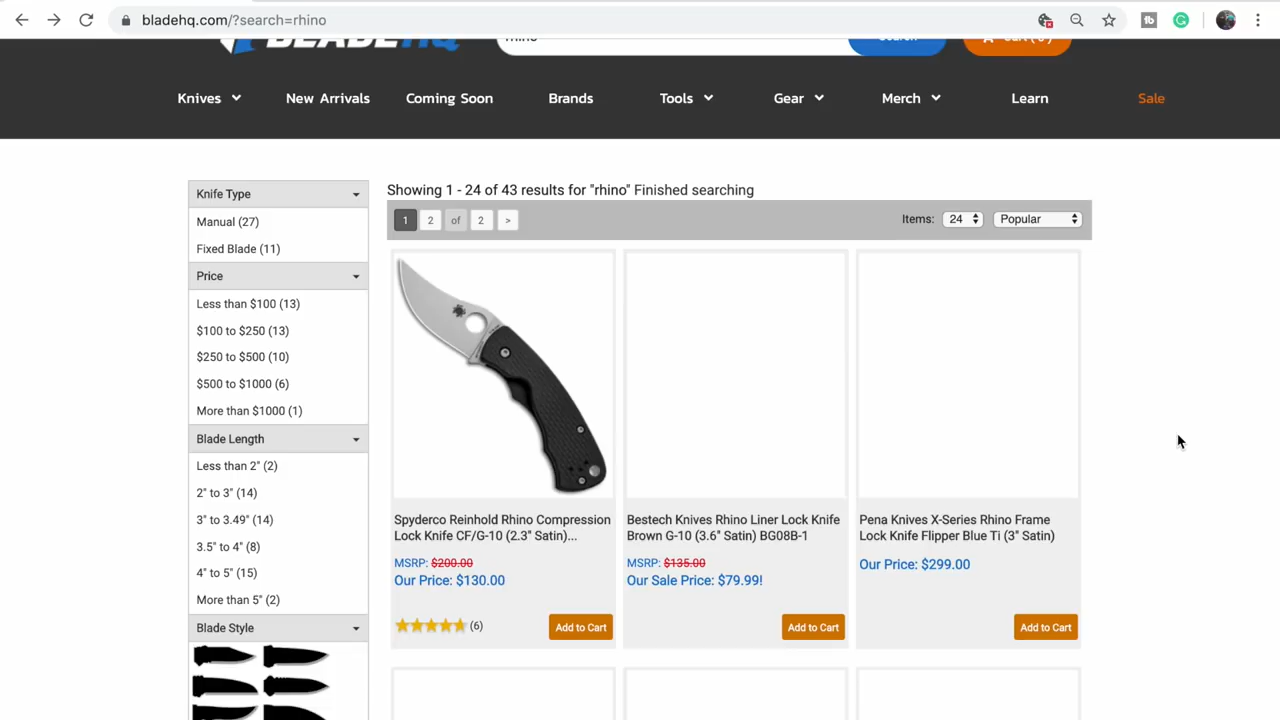 bladehq.com/?search=rhino
BLADE HQ
rhino
Search
Cart ( 0 )
Knives
New Arrivals
Coming Soon
Brands
Tools
Gear
Merch
Learn
Sale
Knife Type
Manual (27)
Fixed Blade (11)
Price
Less than $100 (13)
$100 to $250 (13)
$250 to $500 (10)
$500 to $1000 (6)
More than $1000 (1)
Blade Length
Less than 2" (2)
2" to 3" (14)
3" to 3.49" (14)
3.5" to 4" (8)
4" to 5" (15)
More than 5" (2)
Blade Style
Showing 1 - 24 of 43 results for "rhino" Finished searching
1 2 of 2 >
Items: 24 Popular
Spyderco Reinhold Rhino Compression
Lock Knife CF/G-10 (2.3" Satin)...
MSRP: $200.00
Our Price: $130.00
(6)
Add to Cart
Bestech Knives Rhino Liner Lock Knife
Brown G-10 (3.6" Satin) BG08B-1
MSRP: $135.00
Our Sale Price: $79.99!
Add to Cart
Pena Knives X-Series Rhino Frame
Lock Knife Flipper Blue Ti (3" Satin)
Our Price: $299.00
Add to Cart